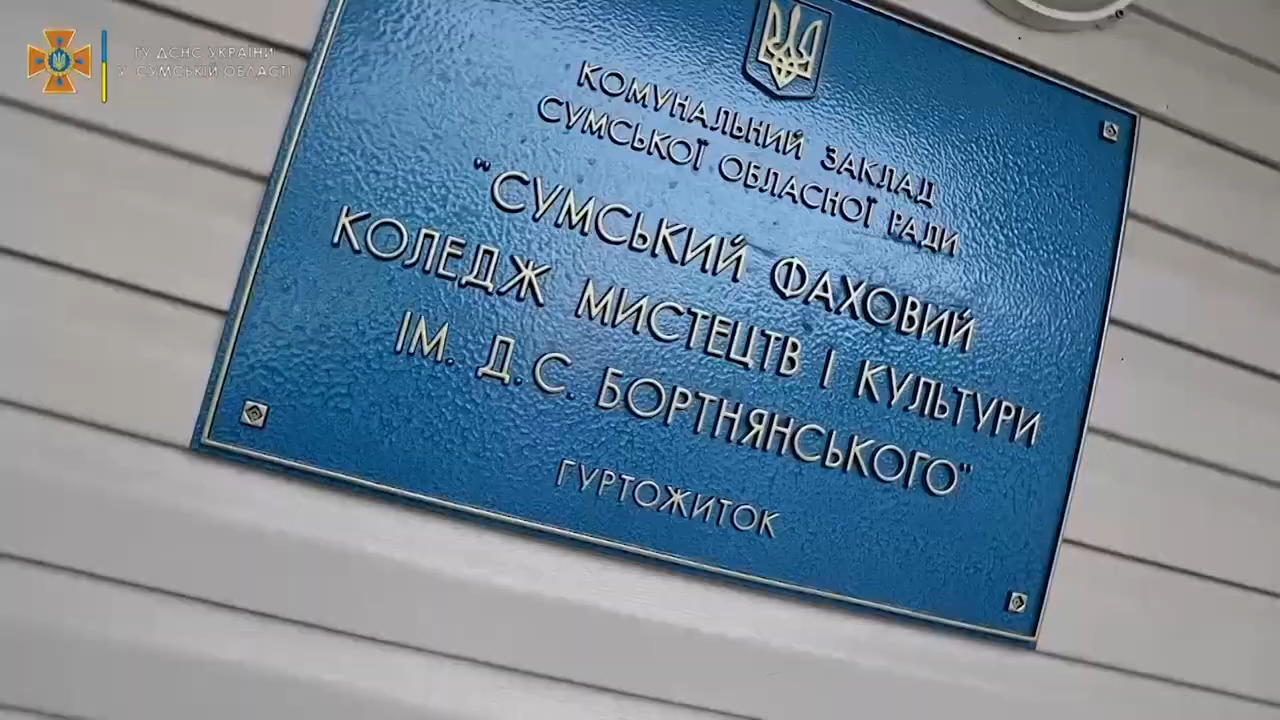 ГУ ДСНС УКРАЇНИ
У СУМСЬКІЙ ОБЛАСТІ
КОМУНАЛЬНИЙ ЗАКЛАД
СУМСЬКОЇ ОБЛАСНОЇ РАДИ
"СУМСЬКИЙ ФАХОВИЙ
КОЛЕДЖ МИСТЕЦТВ І КУЛЬТУРИ
ІМ. Д.С. БОРТНЯНСЬКОГО"
ГУРТОЖИТОК